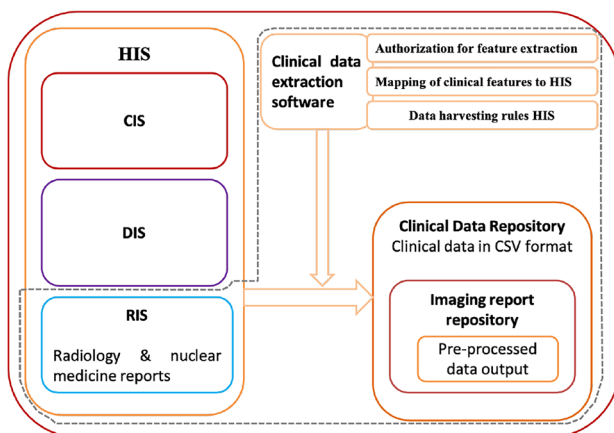 HIS
CIS
DIS
RIS
Radiology & nuclear
medicine reports
Clinical data
extraction
software
Authorization for feature extraction
Mapping of clinical features to HIS
Data harvesting rules HIS
Clinical Data Repository
Clinical data in CSV format
Imaging report
repository
Pre-processed
data output